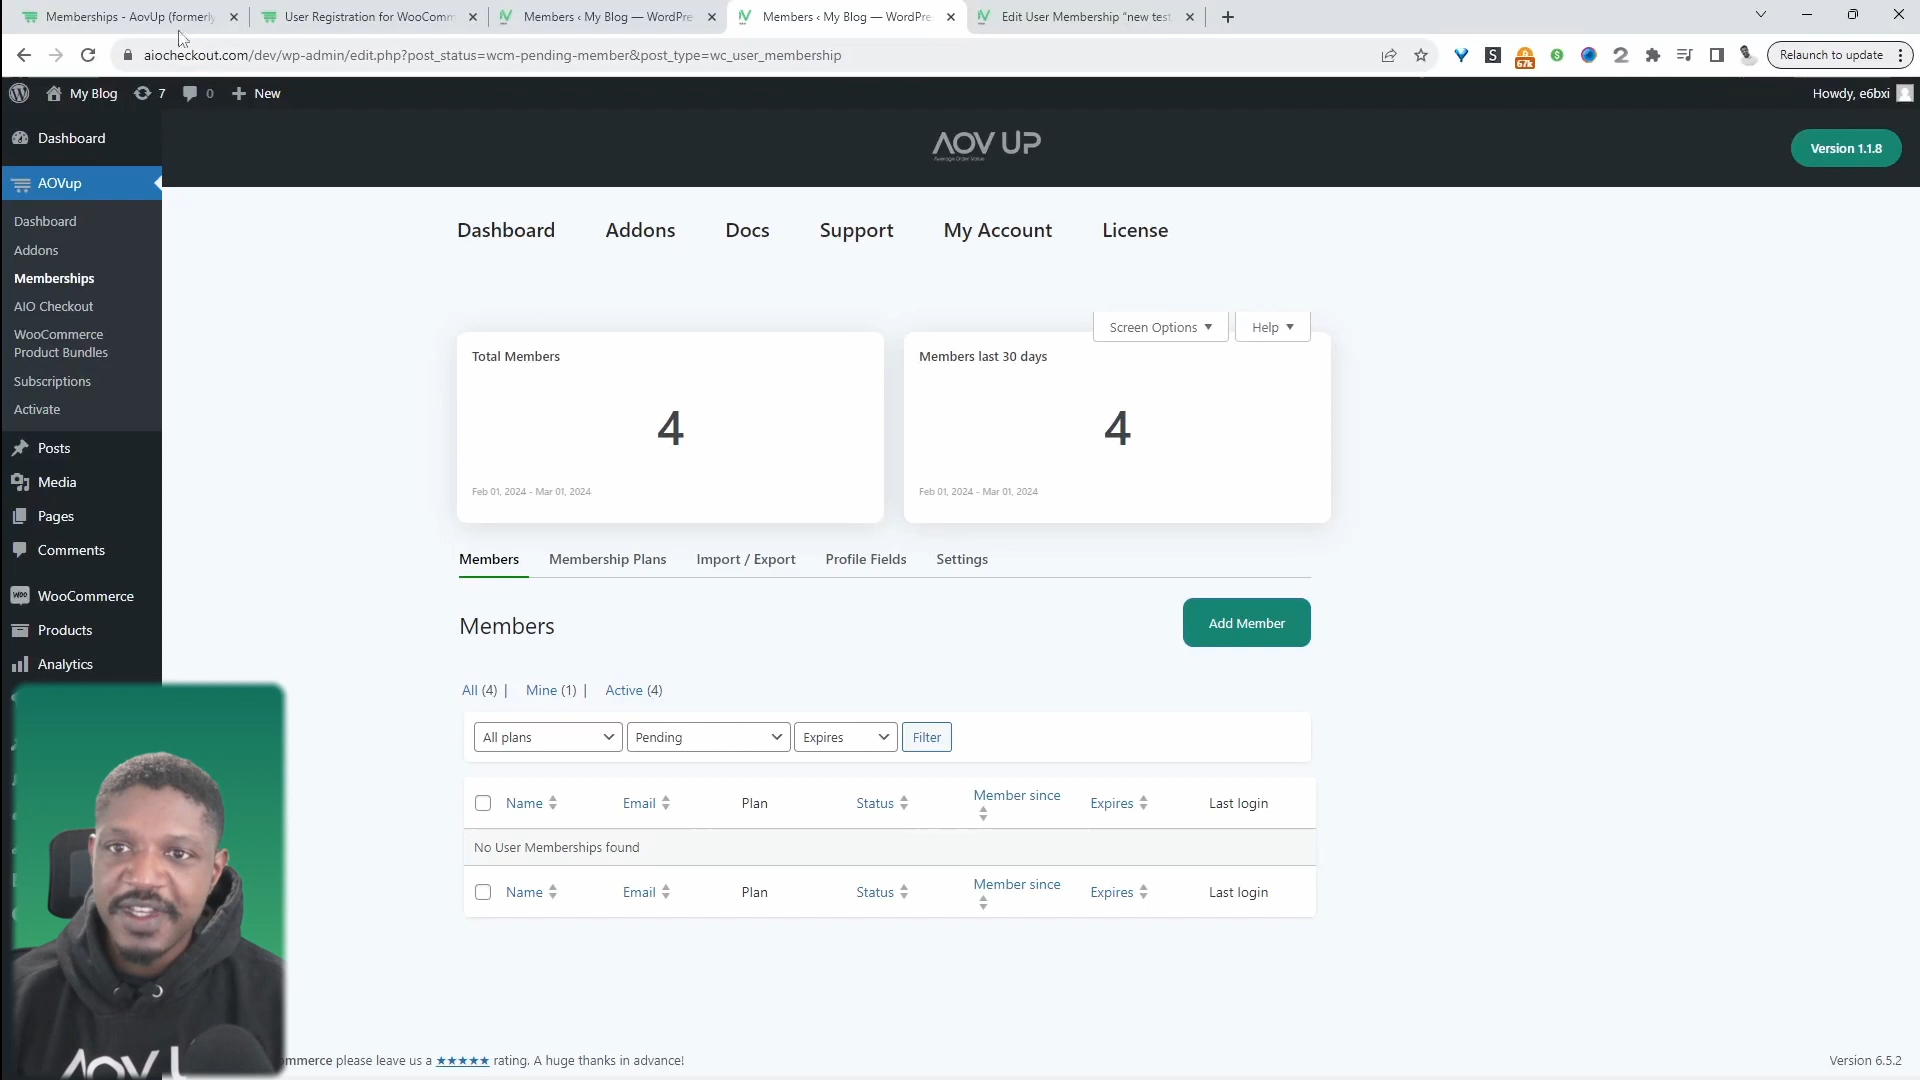 Memberships - AovUp (formerly
User Registration for WooComm
Members ‹ My Blog — WordPre
Members ‹ My Blog — WordPre
Edit User Membership "new test
aiocheckout.com/dev/wp-admin/edit.php?post_status=wcm-pending-member&post_type=wc_user_membership
S
67k
Relaunch to update
My Blog
7
0
New
Howdy, e6bxi
Dashboard
AOVup
Dashboard
Addons
Memberships
AIO Checkout
WooCommerce
Product Bundles
Subscriptions
Activate
Posts
Media
Pages
Comments
WooCommerce
Products
Analytics
AOV UP
Average Order Value
Version 1.1.8
Dashboard Addons Docs Support My Account License
Screen Options ▼ Help ▼
Total Members
4
Feb 01, 2024 - Mar 01, 2024
Members last 30 days
4
Feb 01, 2024 - Mar 01, 2024
Members Membership Plans Import / Export Profile Fields Settings
Members
Add Member
All (4) | Mine (1) | Active (4)
All plans Pending Expires Filter
Name Email Plan Status Member since Expires Last login
No User Memberships found
Name Email Plan Status Member since Expires Last login
mmerce please leave us a ★★★★★ rating. A huge thanks in advance!
Version 6.5.2